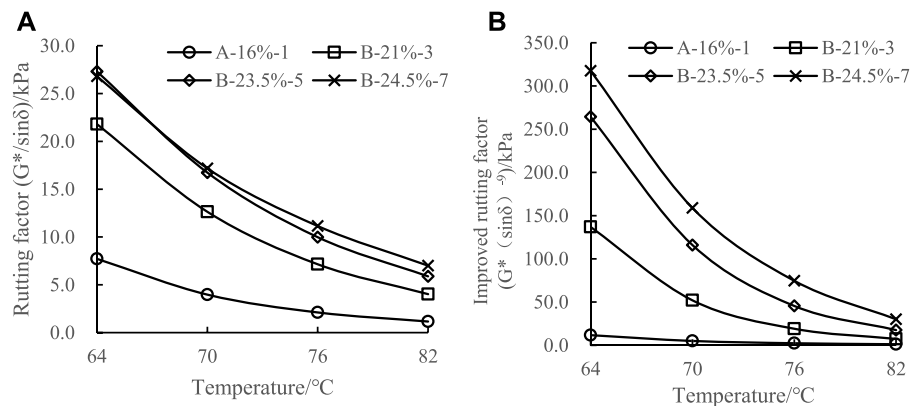 A
A-16%-1
B-21%-3
B-23.5%-5
B-24.5%-7
Rutting factor (G*/sinδ)/kPa
30.0
25.0
20.0
15.0
10.0
5.0
0.0
64
70
76
82
Temperature/°C
B
A-16%-1
B-21%-3
B-23.5%-5
B-24.5%-7
Improved rutting factor
(G*（sinδ）-9)/kPa
350.0
300.0
250.0
200.0
150.0
100.0
50.0
0.0
64
70
76
82
Temperature/°C